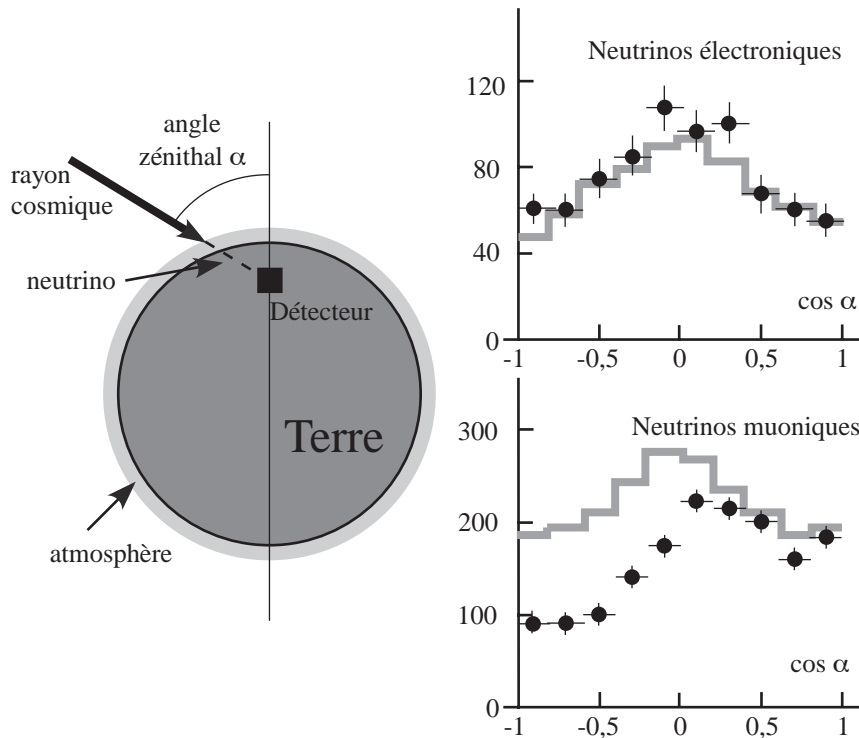 angle
zénithal α
rayon
cosmique
neutrino
Détecteur
Terre
atmosphère
Neutrinos électroniques
120
80
40
0
cos α
-1 -0,5 0 0,5 1
Neutrinos muoniques
300
200
100
0
cos α
-1 -0,5 0 0,5 1